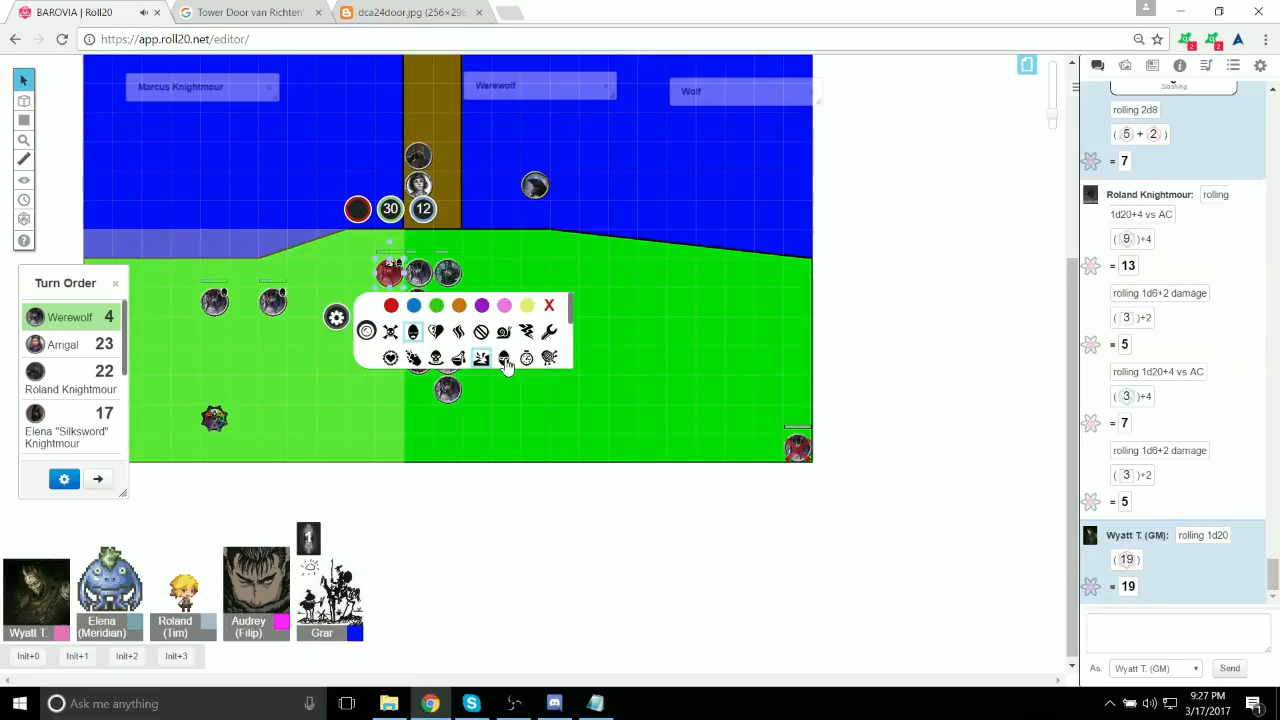 BAROVIA | Roll20
Tower Door van Richten'
dca24door.jpg (256×296
https://app.roll20.net/editor/
Marcus Knightmour
Werewolf
Wolf
30
12
Turn Order
Werewolf 4
Arrigal 23
22
Roland Knightmour
17
Elena "Silksword"
Knightmour
X
1
Wyatt T.
Elena
(Meridian)
Roland
(Tim)
Audrey
(Filip)
Grar
Init+0
Init+1
Init+2
Init+3
Slashing
rolling 2d8
( 5 + 2 )
= 7
Roland Knightmour: rolling
1d20+4 vs AC
( 9 )+4
= 13
rolling 1d6+2 damage
( 3 )+2
= 5
rolling 1d20+4 vs AC
( 3 )+4
= 7
rolling 1d6+2 damage
( 3 )+2
= 5
Wyatt T. (GM): rolling 1d20
( 19 )
= 19
As: Wyatt T. (GM)
Send
Ask me anything
9:27 PM
3/17/2017